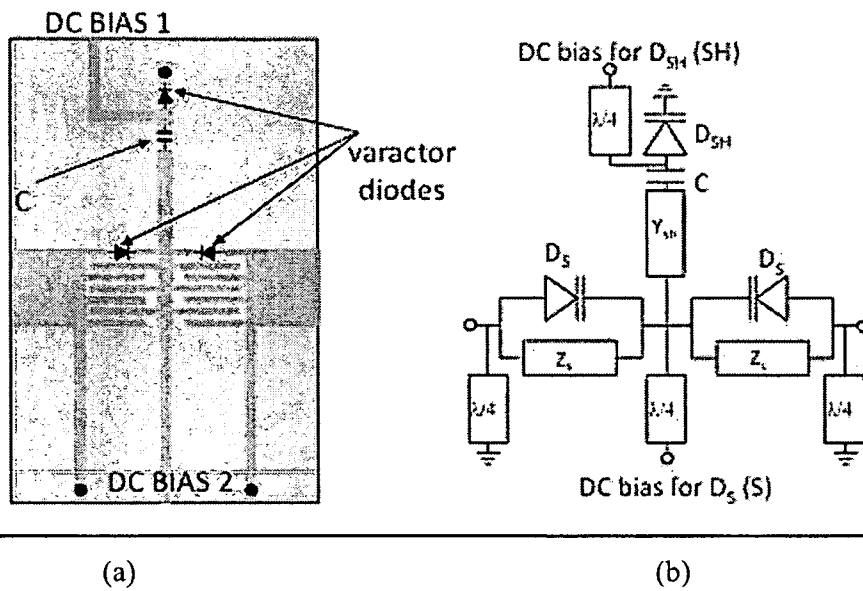 DC BIAS 1
C
varactor
diodes
DC BIAS 2
(a)
DC bias for D_SH (SH)
λ/4
D_SH
C
Y_sh
D_S
D_S
Z_s
Z_s
λ/4
λ/4
λ/4
DC bias for D_S (S)
(b)